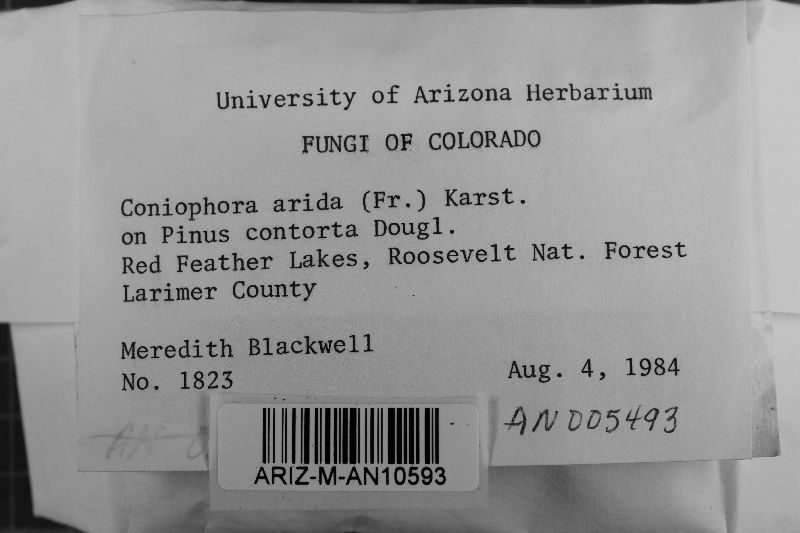 University of Arizona Herbarium
FUNGI OF COLORADO
Coniophora arida (Fr.) Karst.
on Pinus contorta Dougl.
Red Feather Lakes, Roosevelt Nat. Forest
Larimer County
Meredith Blackwell
No. 1823
Aug. 4, 1984
AN005493
ARIZ-M-AN10593